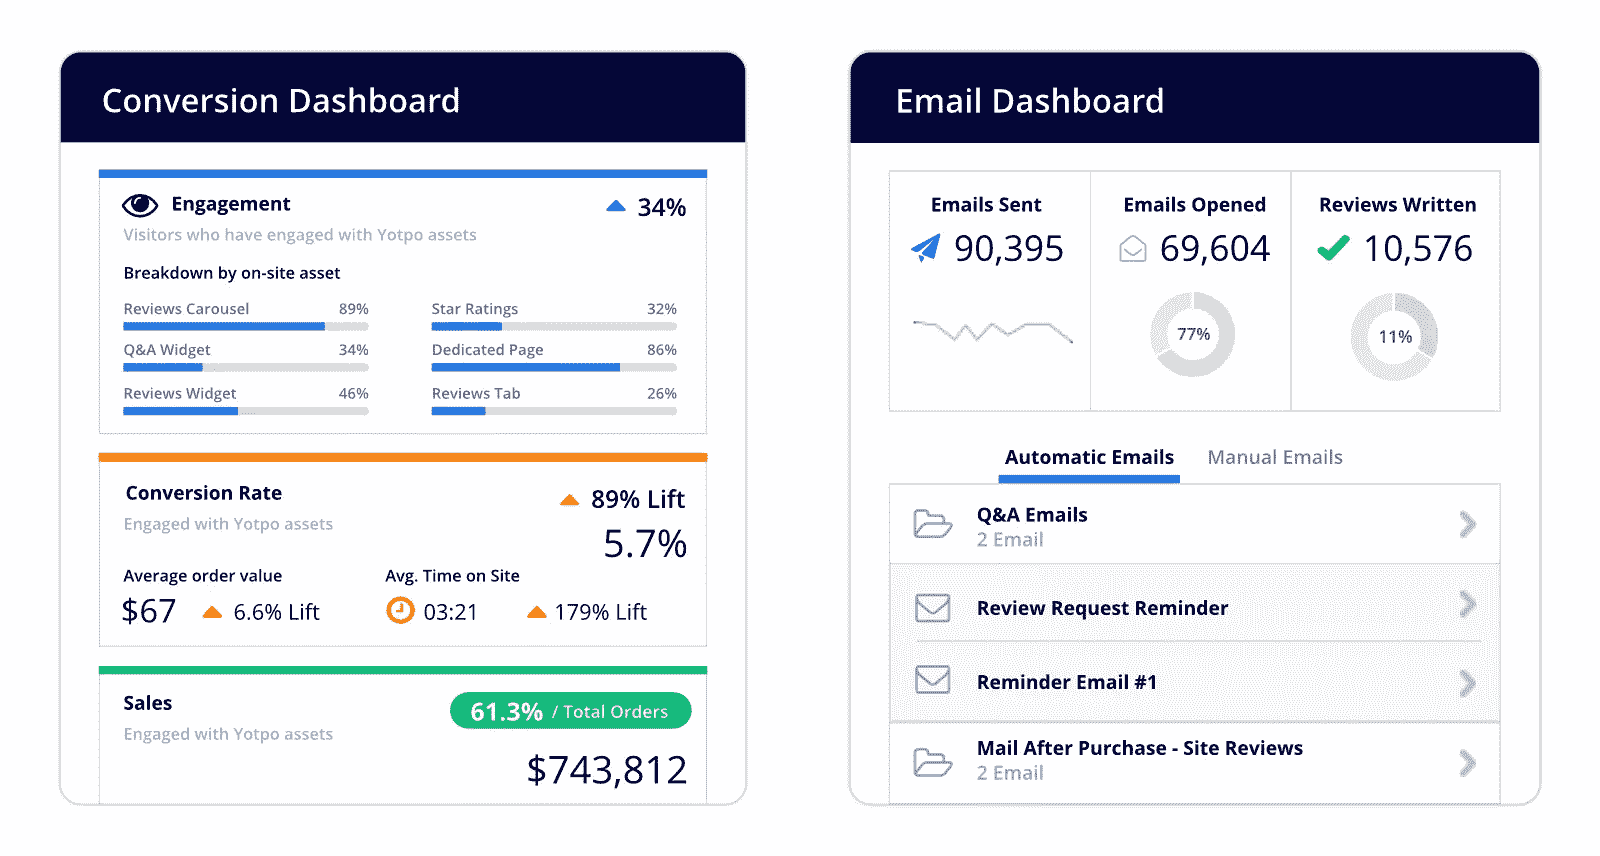 Conversion Dashboard
Engagement
34%
Visitors who have engaged with Yotpo assets
Breakdown by on-site asset
Reviews Carousel 89%
Star Ratings 32%
Q&A Widget 34%
Dedicated Page 86%
Reviews Widget 46%
Reviews Tab 26%
Conversion Rate
89% Lift
Engaged with Yotpo assets
5.7%
Average order value
Avg. Time on Site
$67 6.6% Lift
03:21 179% Lift
Sales
61.3% / Total Orders
Engaged with Yotpo assets
$743,812
Email Dashboard
Emails Sent
90,395
Emails Opened
69,604
77%
Reviews Written
10,576
11%
Automatic Emails Manual Emails
Q&A Emails
2 Email
Review Request Reminder
Reminder Email #1
Mail After Purchase - Site Reviews
2 Email